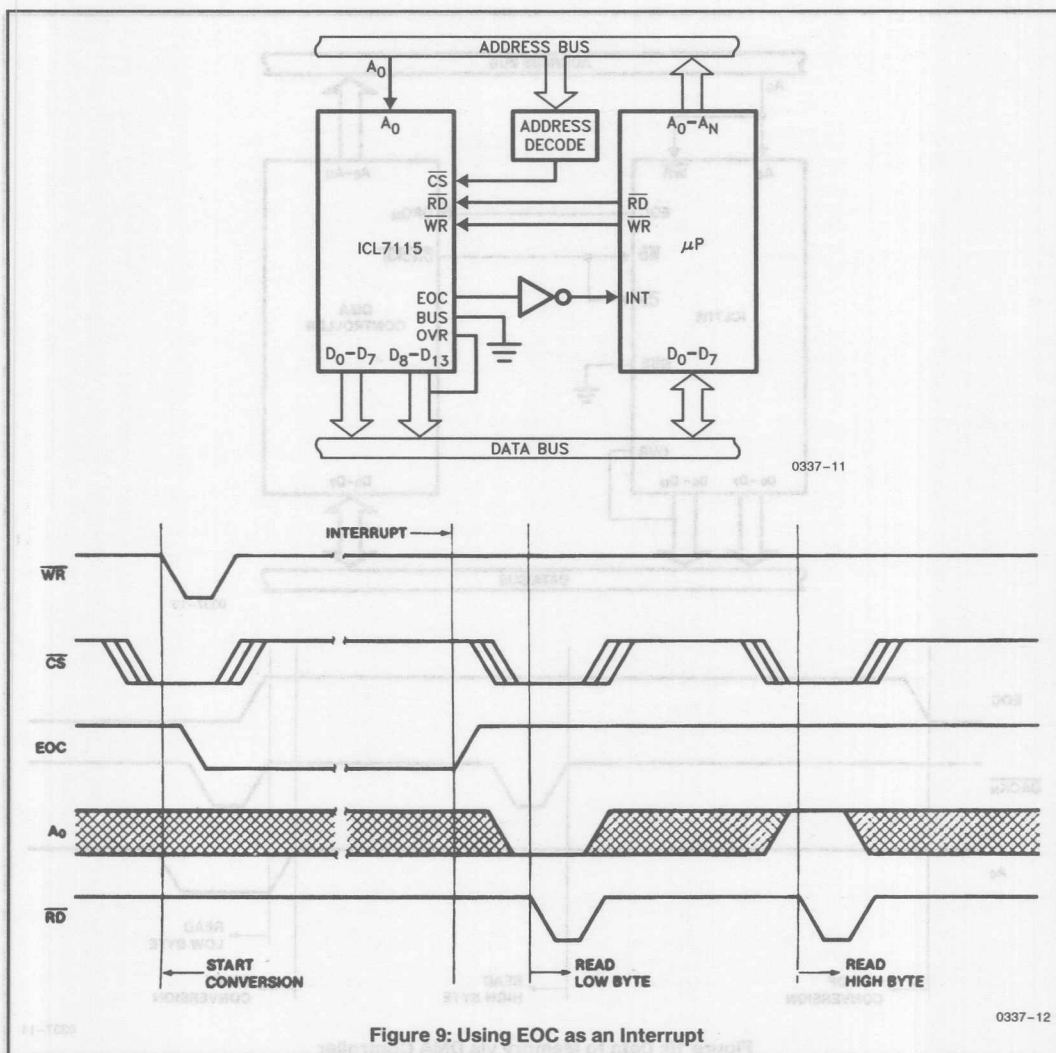 ADDRESS BUS
A0
A0
ADDRESS
DECODE
A0-AN
CS
RD
RD
WR
WR
ICL7115
μP
EOC
INT
BUS
OVR
D0-D7 D8-D13
D0-D7
DATA BUS
0337-11
INTERRUPT
WR
CS
EOC
A0
RD
START
CONVERSION
READ
LOW BYTE
READ
HIGH BYTE
0337-12
Figure 9: Using EOC as an Interrupt